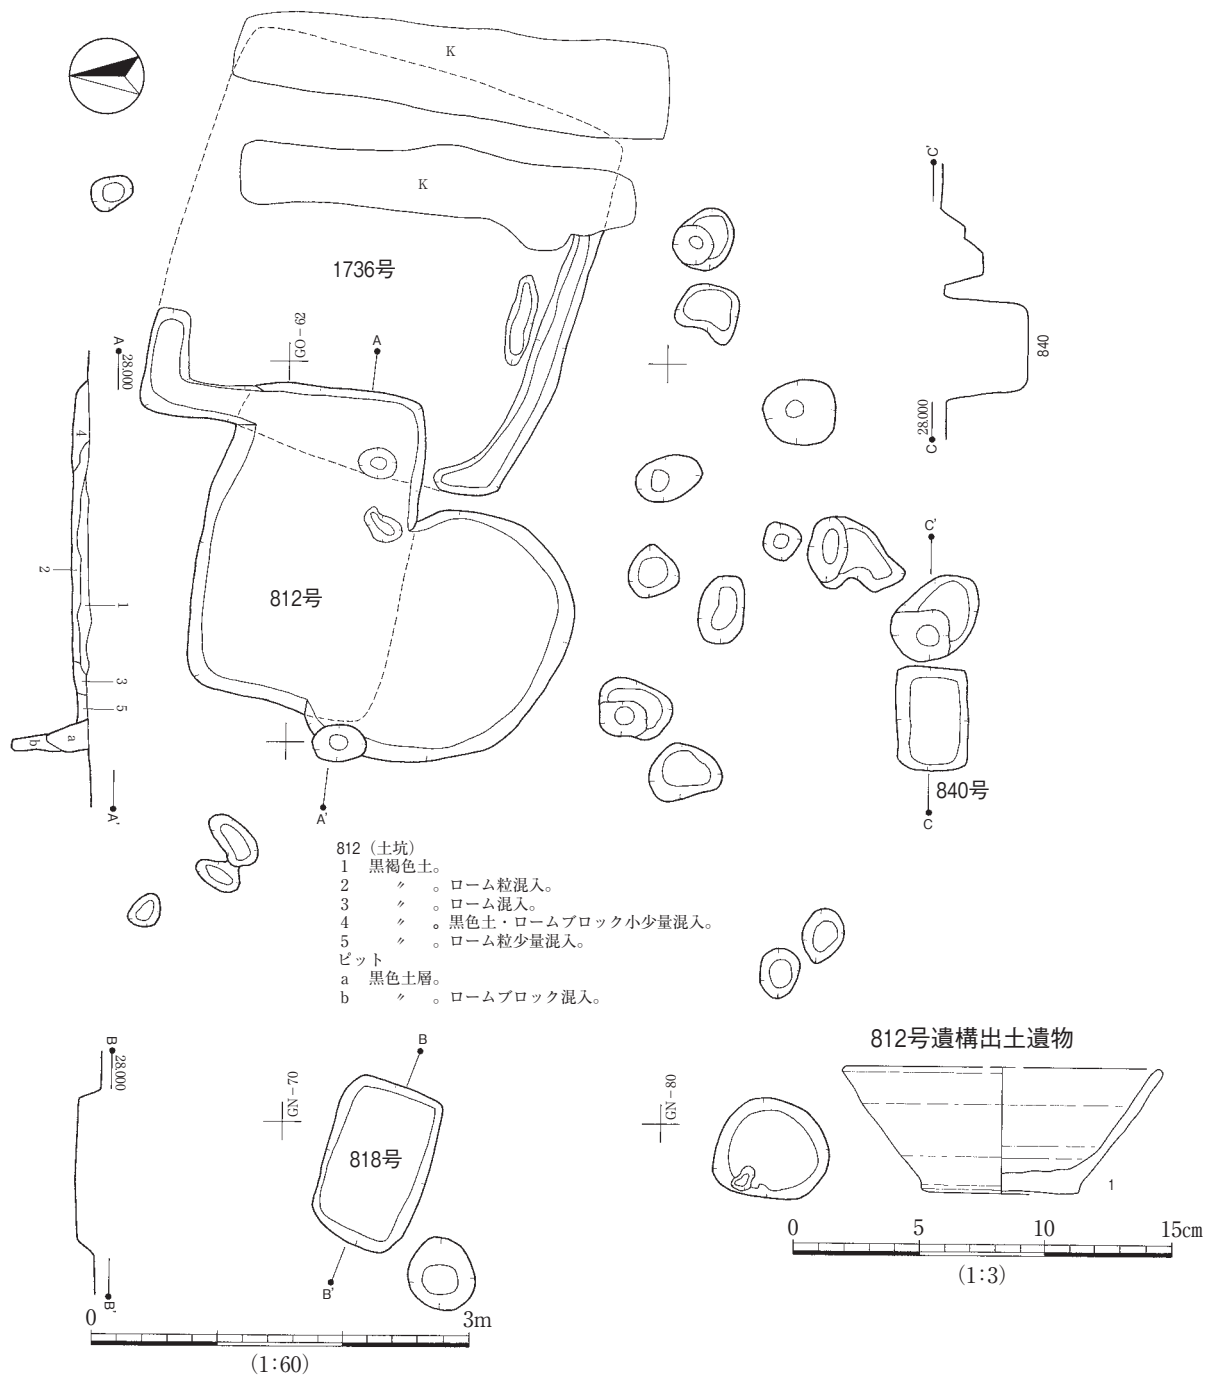 K
K
1736号
GO－62
A
A
28.000
4
2
1
3
5
a
b
A'
812号
A'
C'
840
28.000
C
C'
840号
C
812（土坑）
1　黒褐色土。
2　〃　。ローム粒混入。
3　〃　。ローム混入。
4　〃　。黒色土・ロームブロック小少量混入。
5　〃　。ローム粒少量混入。
ピット
a　黒色土層。
b　〃　。ロームブロック混入。
B
28.000
B'
GN－70
B
818号
B'
0　3m
(1:60)
GN－80
812号遺構出土遺物
1
0　5　10　15cm
(1:3)